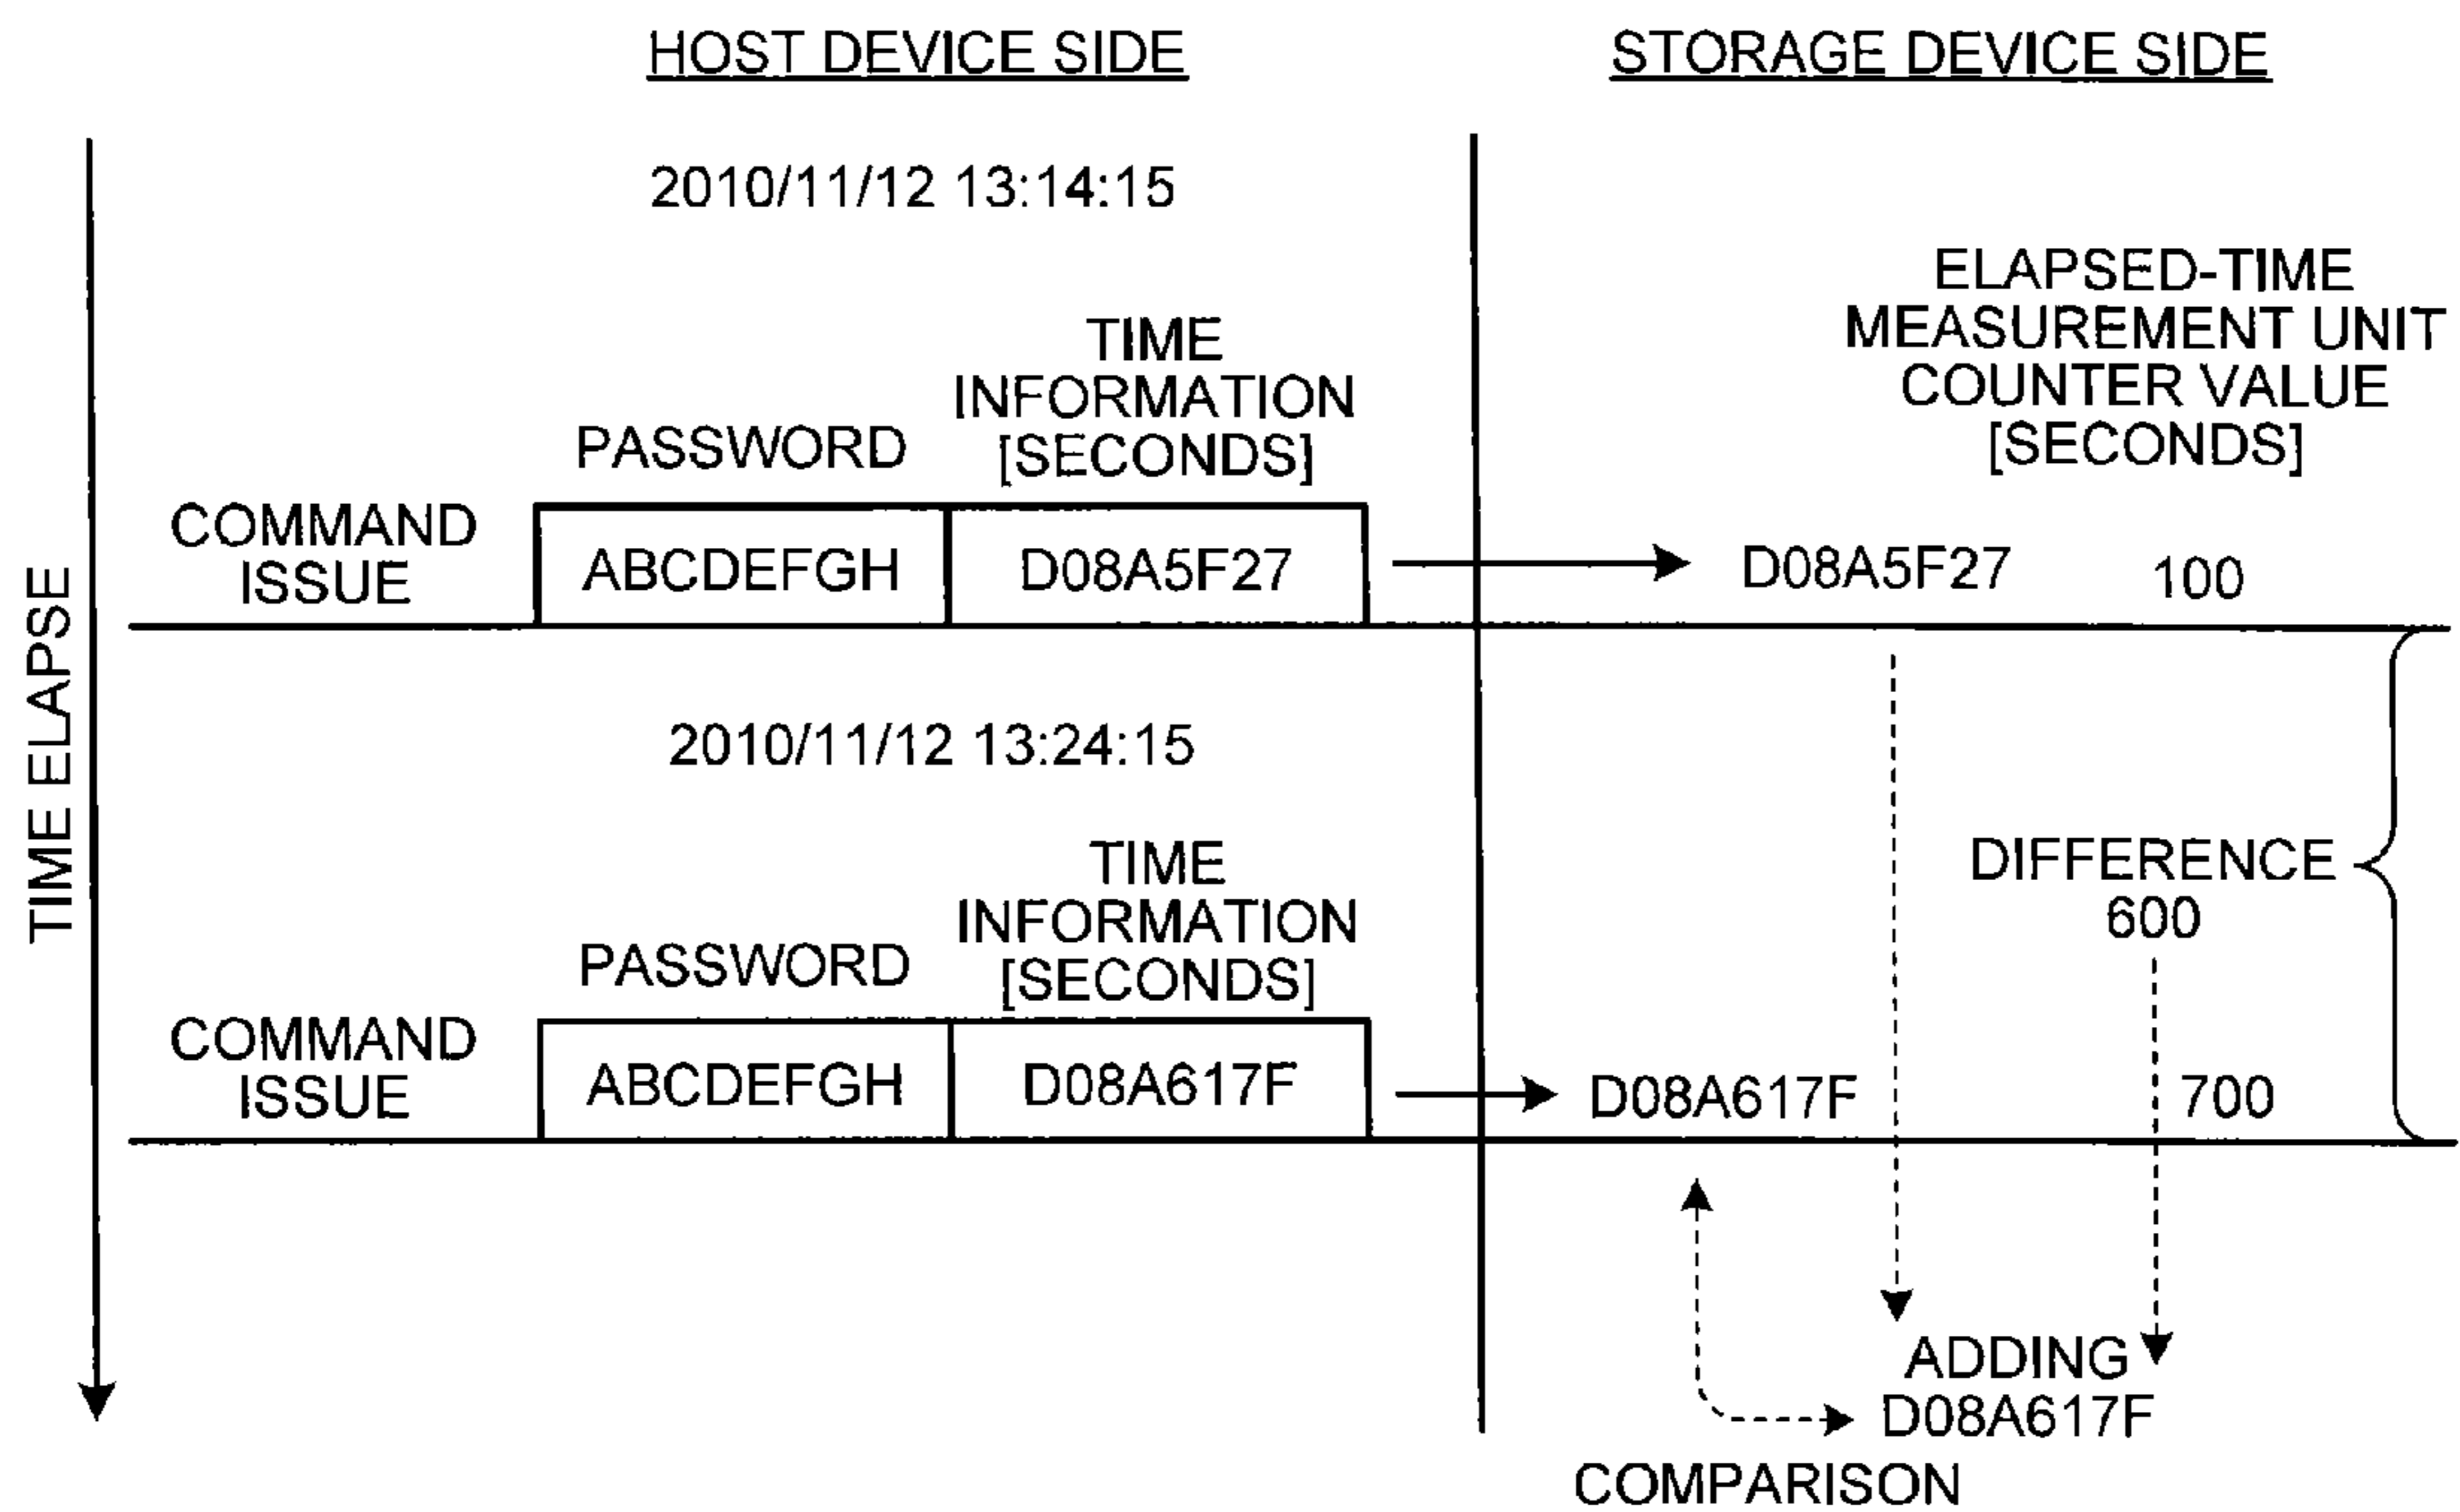 HOST DEVICE SIDE
STORAGE DEVICE SIDE
2010/11/12 13:14:15
ELAPSED-TIME
MEASUREMENT UNIT
COUNTER VALUE
[SECONDS]
TIME
INFORMATION
[SECONDS]
PASSWORD
COMMAND
ISSUE
ABCDEFGH
D08A5F27
D08A5F27
100
TIME ELAPSE
2010/11/12 13:24:15
DIFFERENCE
600
TIME
INFORMATION
[SECONDS]
PASSWORD
COMMAND
ISSUE
ABCDEFGH
D08A617F
D08A617F
700
ADDING
D08A617F
COMPARISON